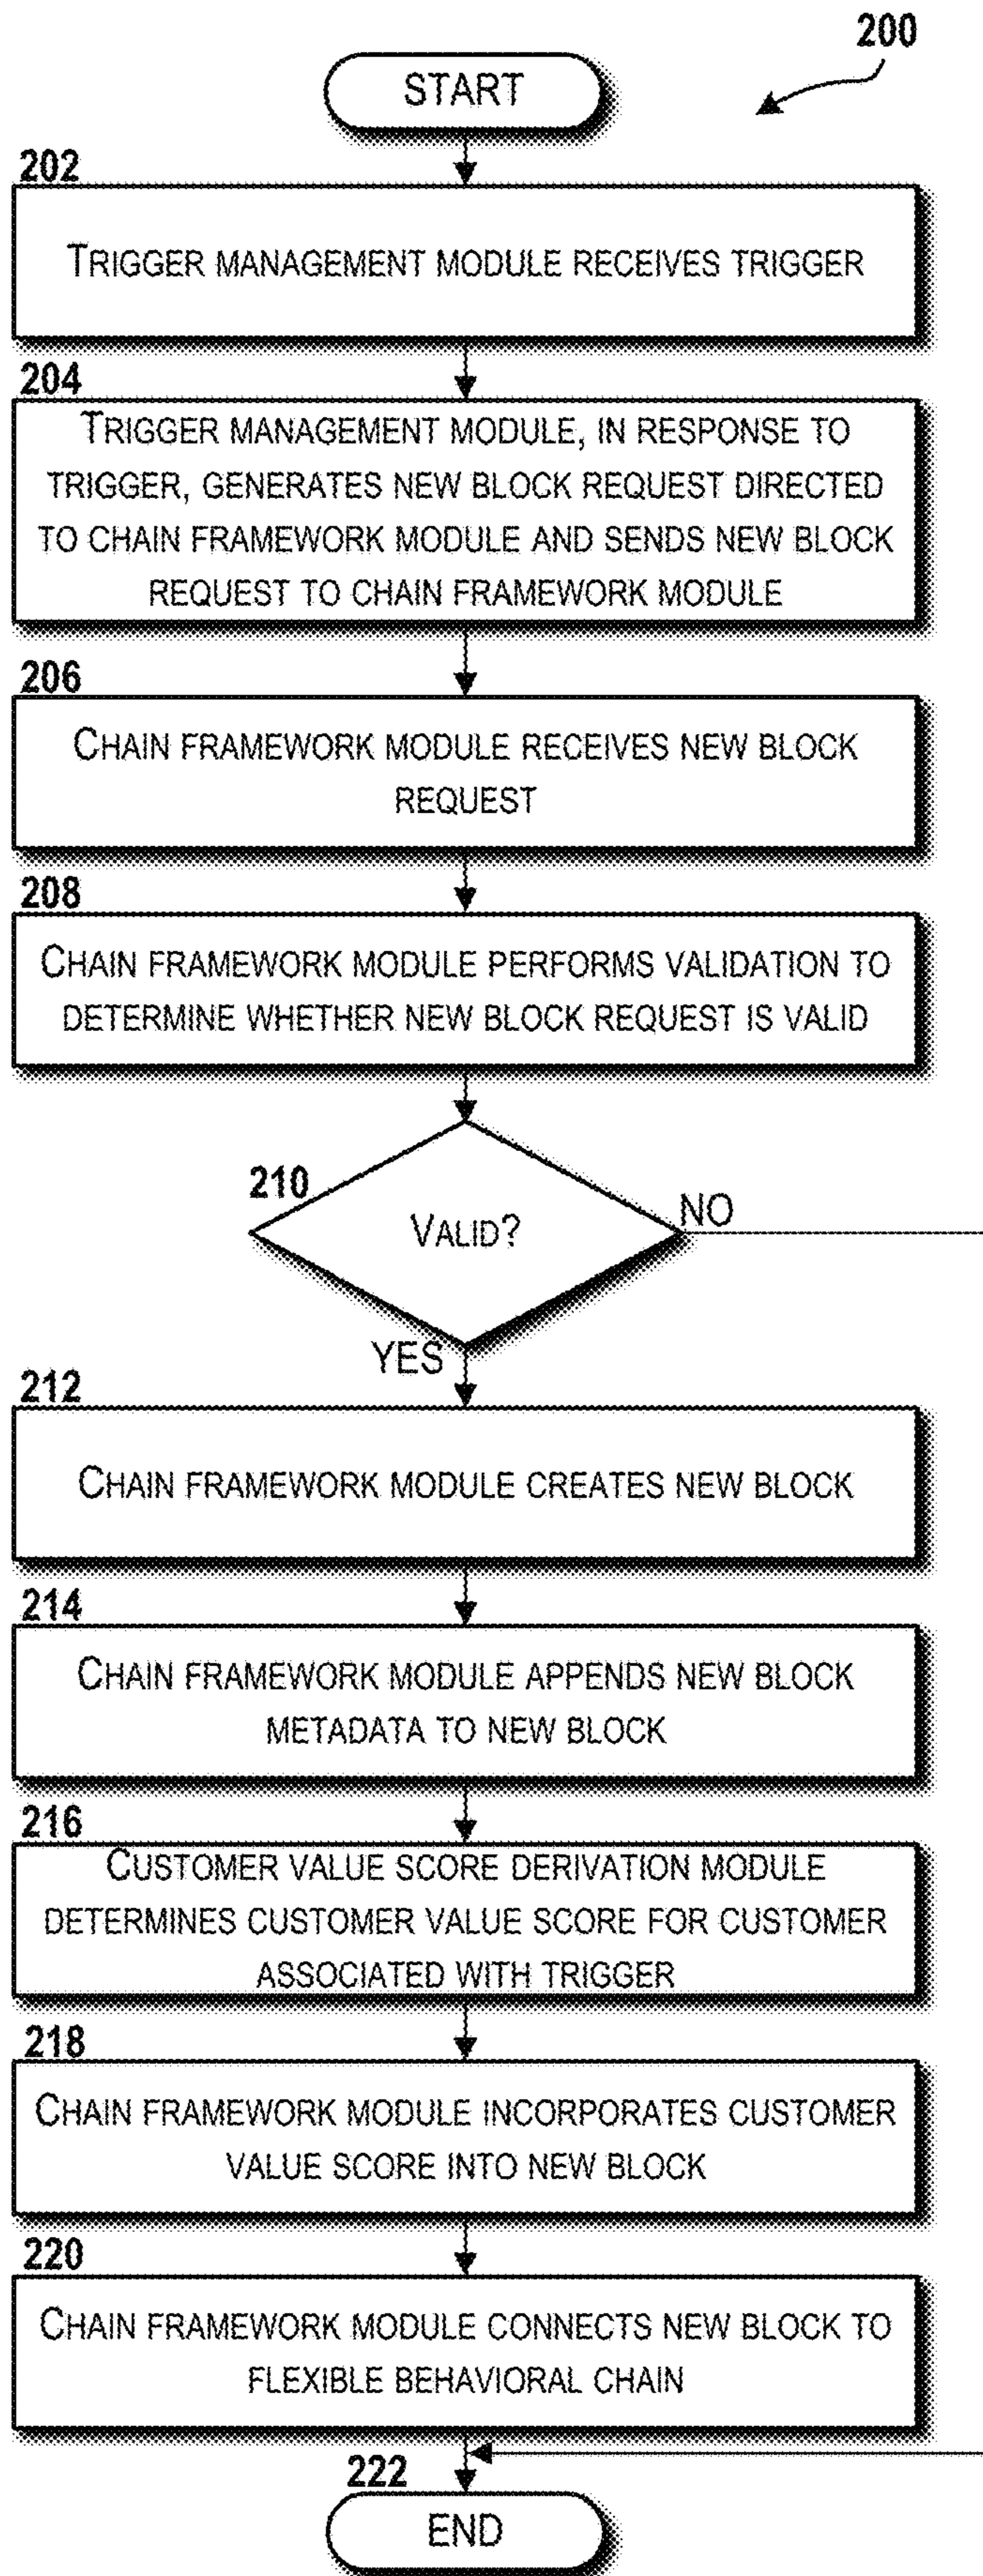 200
START
202
TRIGGER MANAGEMENT MODULE RECEIVES TRIGGER
204
TRIGGER MANAGEMENT MODULE, IN RESPONSE TO
TRIGGER, GENERATES NEW BLOCK REQUEST DIRECTED
TO CHAIN FRAMEWORK MODULE AND SENDS NEW BLOCK
REQUEST TO CHAIN FRAMEWORK MODULE
206
CHAIN FRAMEWORK MODULE RECEIVES NEW BLOCK
REQUEST
208
CHAIN FRAMEWORK MODULE PERFORMS VALIDATION TO
DETERMINE WHETHER NEW BLOCK REQUEST IS VALID
210
VALID?
NO
YES
212
CHAIN FRAMEWORK MODULE CREATES NEW BLOCK
214
CHAIN FRAMEWORK MODULE APPENDS NEW BLOCK
METADATA TO NEW BLOCK
216
CUSTOMER VALUE SCORE DERIVATION MODULE
DETERMINES CUSTOMER VALUE SCORE FOR CUSTOMER
ASSOCIATED WITH TRIGGER
218
CHAIN FRAMEWORK MODULE INCORPORATES CUSTOMER
VALUE SCORE INTO NEW BLOCK
220
CHAIN FRAMEWORK MODULE CONNECTS NEW BLOCK TO
FLEXIBLE BEHAVIORAL CHAIN
222
END